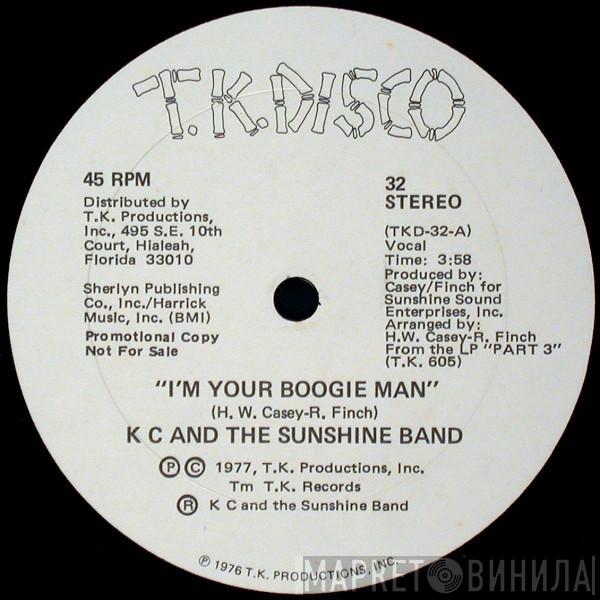 T.K.DISCO
45 RPM
Distributed by
T.K. Productions,
Inc., 495 S.E. 10th
Court, Hialeah,
Florida 33010
Sherlyn Publishing
Co., Inc./Harrick
Music, Inc. (BMI)
Promotional Copy
Not For Sale
32
STEREO
(TKD-32-A)
Vocal
Time: 3:58
Produced by:
Casey/Finch for
Sunshine Sound
Enterprises, Inc.
Arranged by:
H.W. Casey-R. Finch
From the LP "PART 3"
(T.K. 605)
"I'M YOUR BOOGIE MAN"
(H. W. Casey-R. Finch)
K C AND THE SUNSHINE BAND
Ⓟ Ⓒ 1977, T.K. Productions, Inc.
Tm T.K. Records
Ⓡ K C and the Sunshine Band
Ⓟ 1976 T.K. PRODUCTIONS, INC.
МАРКЕТ ВИНИЛА